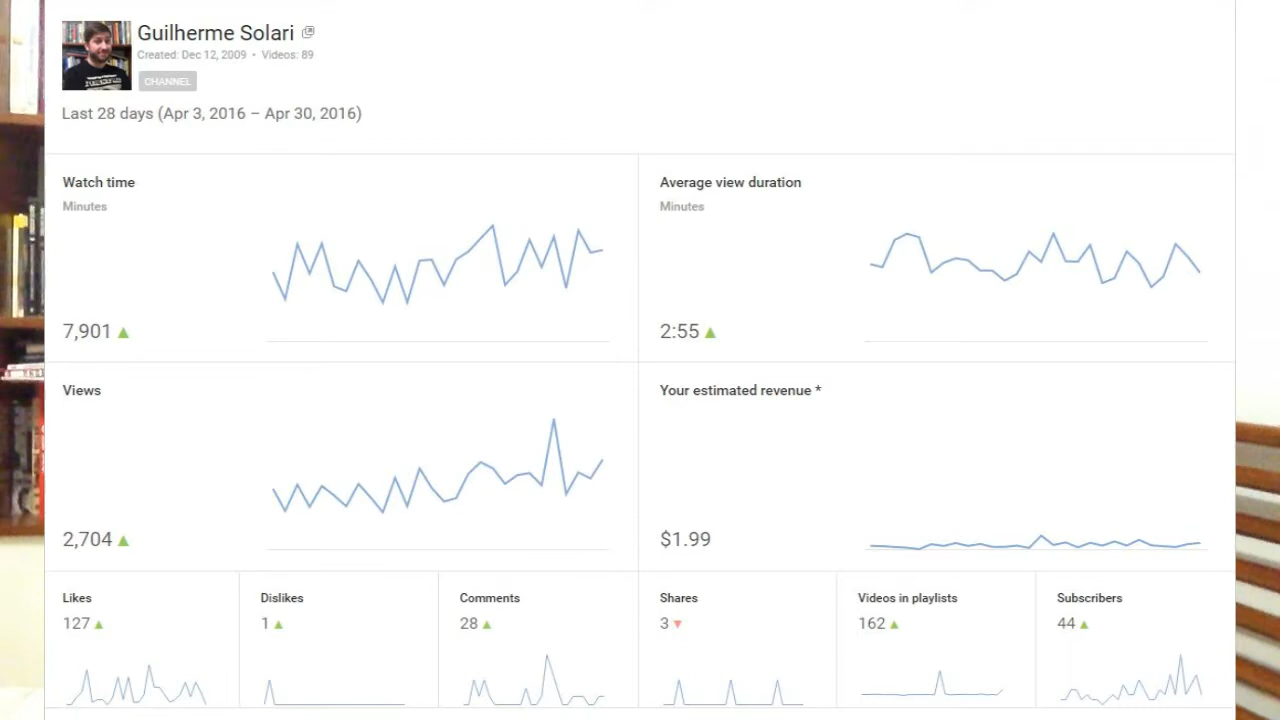 Guilherme Solari
Created: Dec 12, 2009 • Videos: 89
CHANNEL
Last 28 days (Apr 3, 2016 – Apr 30, 2016)
Watch time
Minutes
7,901
Average view duration
Minutes
2:55
Views
2,704
Your estimated revenue *
$1.99
Likes
127
Dislikes
1
Comments
28
Shares
3
Videos in playlists
162
Subscribers
44